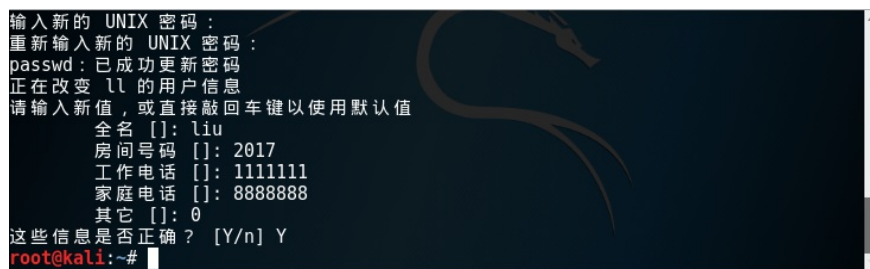 输入新的 UNIX 密码：
重新输入新的 UNIX 密码：
passwd：已成功更新密码
正在改变 ll 的用户信息
请输入新值，或直接敲回车键以使用默认值
全名 []: liu
房间号码 []: 2017
工作电话 []: 1111111
家庭电话 []: 8888888
其它 []: 0
这些信息是否正确？ [Y/n] Y
root@kali:~#